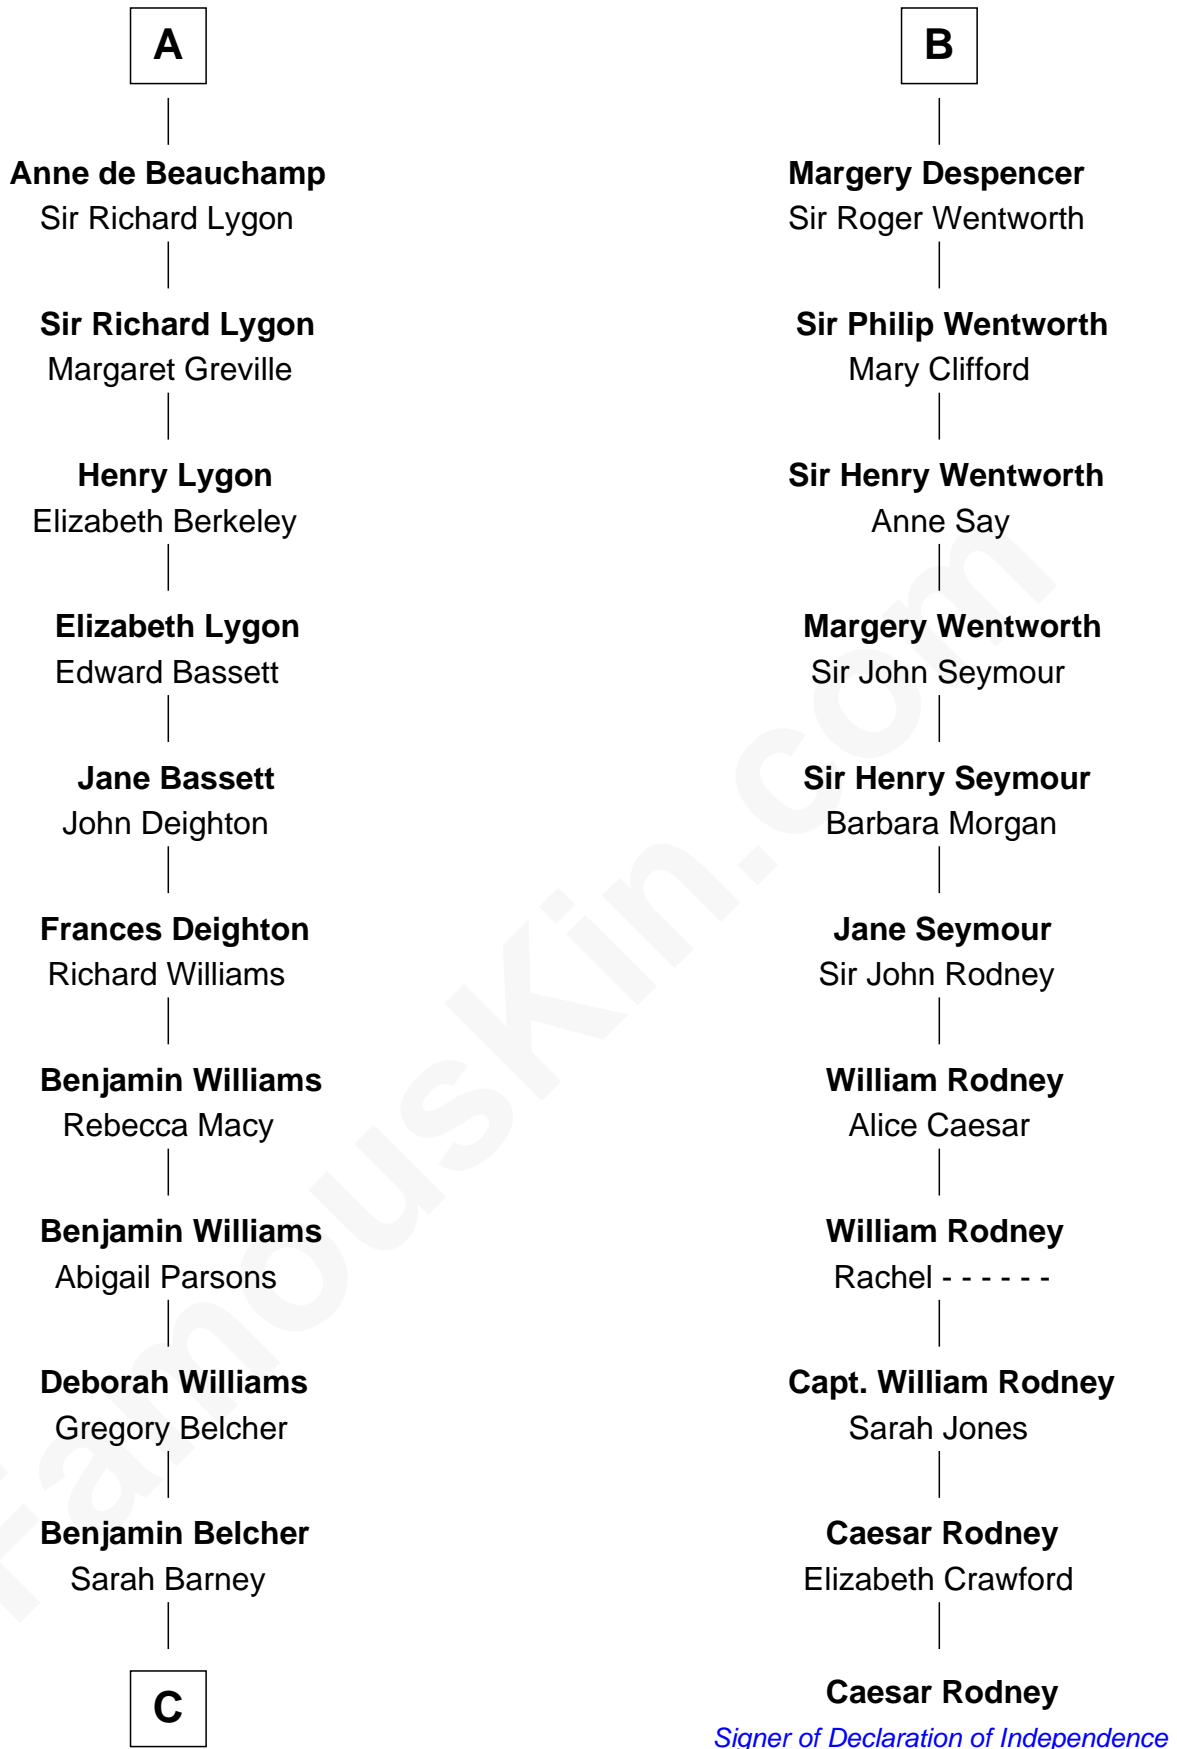 A
Anne de Beauchamp
Sir Richard Lygon
Sir Richard Lygon
Margaret Greville
Henry Lygon
Elizabeth Berkeley
Elizabeth Lygon
Edward Bassett
Jane Bassett
John Deighton
Frances Deighton
Richard Williams
Benjamin Williams
Rebecca Macy
Benjamin Williams
Abigail Parsons
Deborah Williams
Gregory Belcher
Benjamin Belcher
Sarah Barney
C
B
Margery Despencer
Sir Roger Wentworth
Sir Philip Wentworth
Mary Clifford
Sir Henry Wentworth
Anne Say
Margery Wentworth
Sir John Seymour
Sir Henry Seymour
Barbara Morgan
Jane Seymour
Sir John Rodney
William Rodney
Alice Caesar
William Rodney
Rachel - - - - - -
Capt. William Rodney
Sarah Jones
Caesar Rodney
Elizabeth Crawford
Caesar Rodney
Signer of Declaration of Independence
FamousKin.com